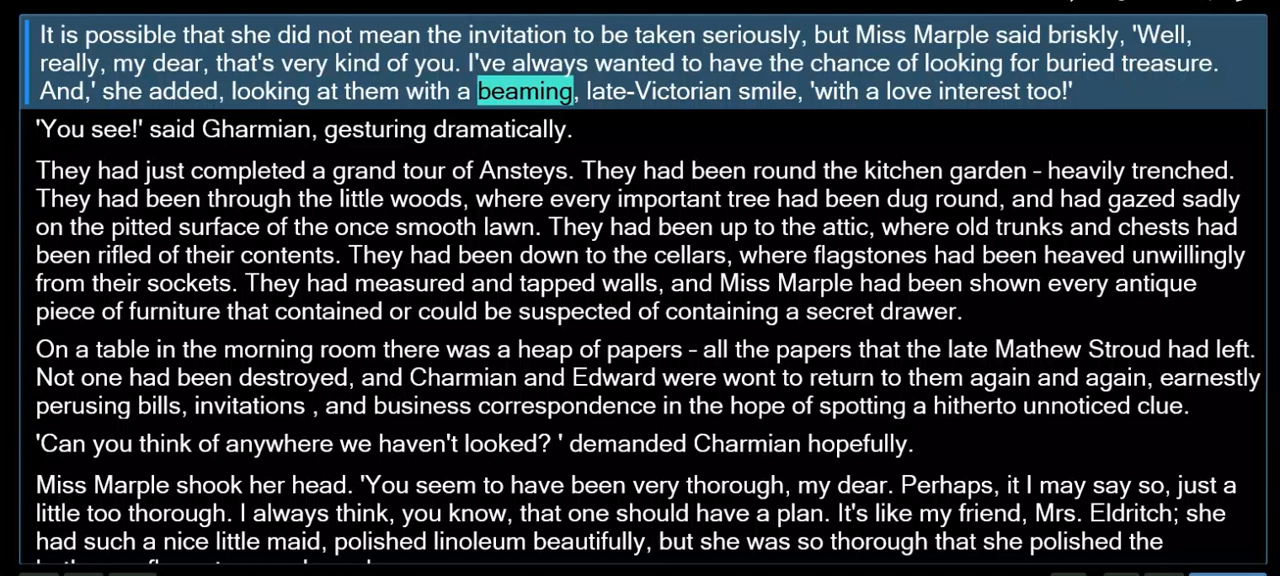 It is possible that she did not mean the invitation to be taken seriously, but Miss Marple said briskly, 'Well,
really, my dear, that's very kind of you. I've always wanted to have the chance of looking for buried treasure.
And,' she added, looking at them with a beaming, late-Victorian smile, 'with a love interest too!'
'You see!' said Gharmian, gesturing dramatically.
They had just completed a grand tour of Ansteys. They had been round the kitchen garden - heavily trenched.
They had been through the little woods, where every important tree had been dug round, and had gazed sadly
on the pitted surface of the once smooth lawn. They had been up to the attic, where old trunks and chests had
been rifled of their contents. They had been down to the cellars, where flagstones had been heaved unwillingly
from their sockets. They had measured and tapped walls, and Miss Marple had been shown every antique
piece of furniture that contained or could be suspected of containing a secret drawer.
On a table in the morning room there was a heap of papers - all the papers that the late Mathew Stroud had left.
Not one had been destroyed, and Charmian and Edward were wont to return to them again and again, earnestly
perusing bills, invitations , and business correspondence in the hope of spotting a hitherto unnoticed clue.
'Can you think of anywhere we haven't looked? ' demanded Charmian hopefully.
Miss Marple shook her head. 'You seem to have been very thorough, my dear. Perhaps, it I may say so, just a
little too thorough. I always think, you know, that one should have a plan. It's like my friend, Mrs. Eldritch; she
had such a nice little maid, polished linoleum beautifully, but she was so thorough that she polished the